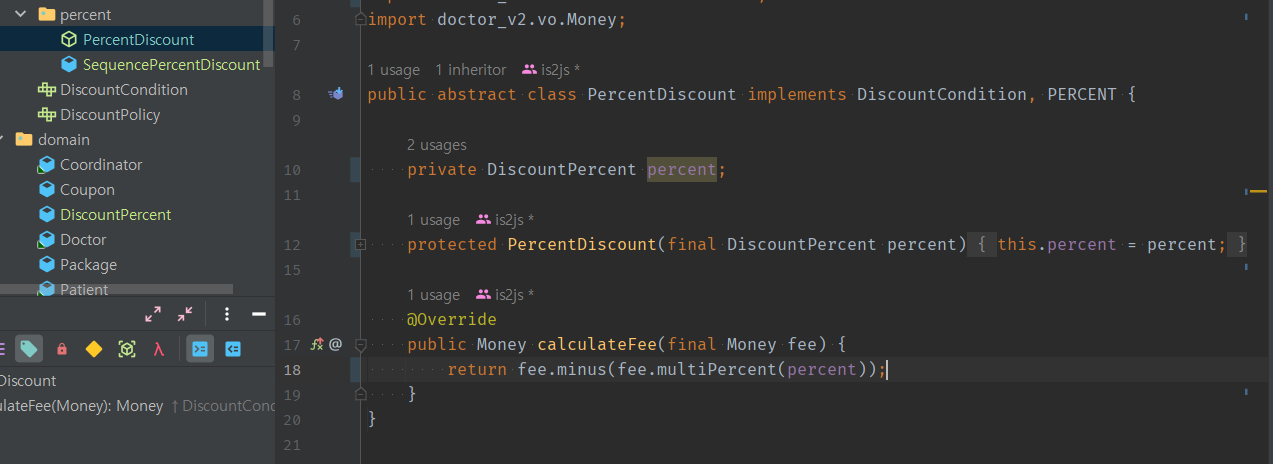 percent
PercentDiscount
SequencePercentDiscount
DiscountCondition
DiscountPolicy
domain
Coordinator
Coupon
DiscountPercent
Doctor
Package
Patient
Discount
ulateFee(Money): Money ↑DiscountCond
6 import doctor_v2.vo.Money;
7
1 usage 1 inheritor is2js *
8 public abstract class PercentDiscount implements DiscountCondition, PERCENT {
9
2 usages
10 private DiscountPercent percent;
11
1 usage is2js *
12 protected PercentDiscount(final DiscountPercent percent) { this.percent = percent; }
15
1 usage is2js *
16 @Override
17 @ public Money calculateFee(final Money fee) {
18 return fee.minus(fee.multiPercent(percent));
19 }
20 }
21